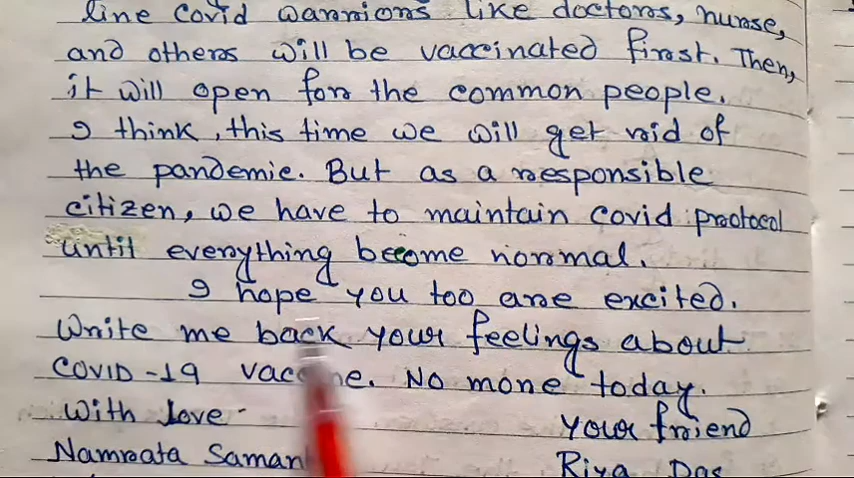 line covid warriors like doctors, nurse,
and others will be vaccinated first. Then,
it will open for the common people.
I think, this time we will get rid of
the pandemic. But as a responsible
citizen, we have to maintain covid protocol
until everything become normal.
I hope you too are excited.
Write me back your feelings about
COVID-19 vaccine. No more today.
With love
your friend
Namrata Saman
Riya Das